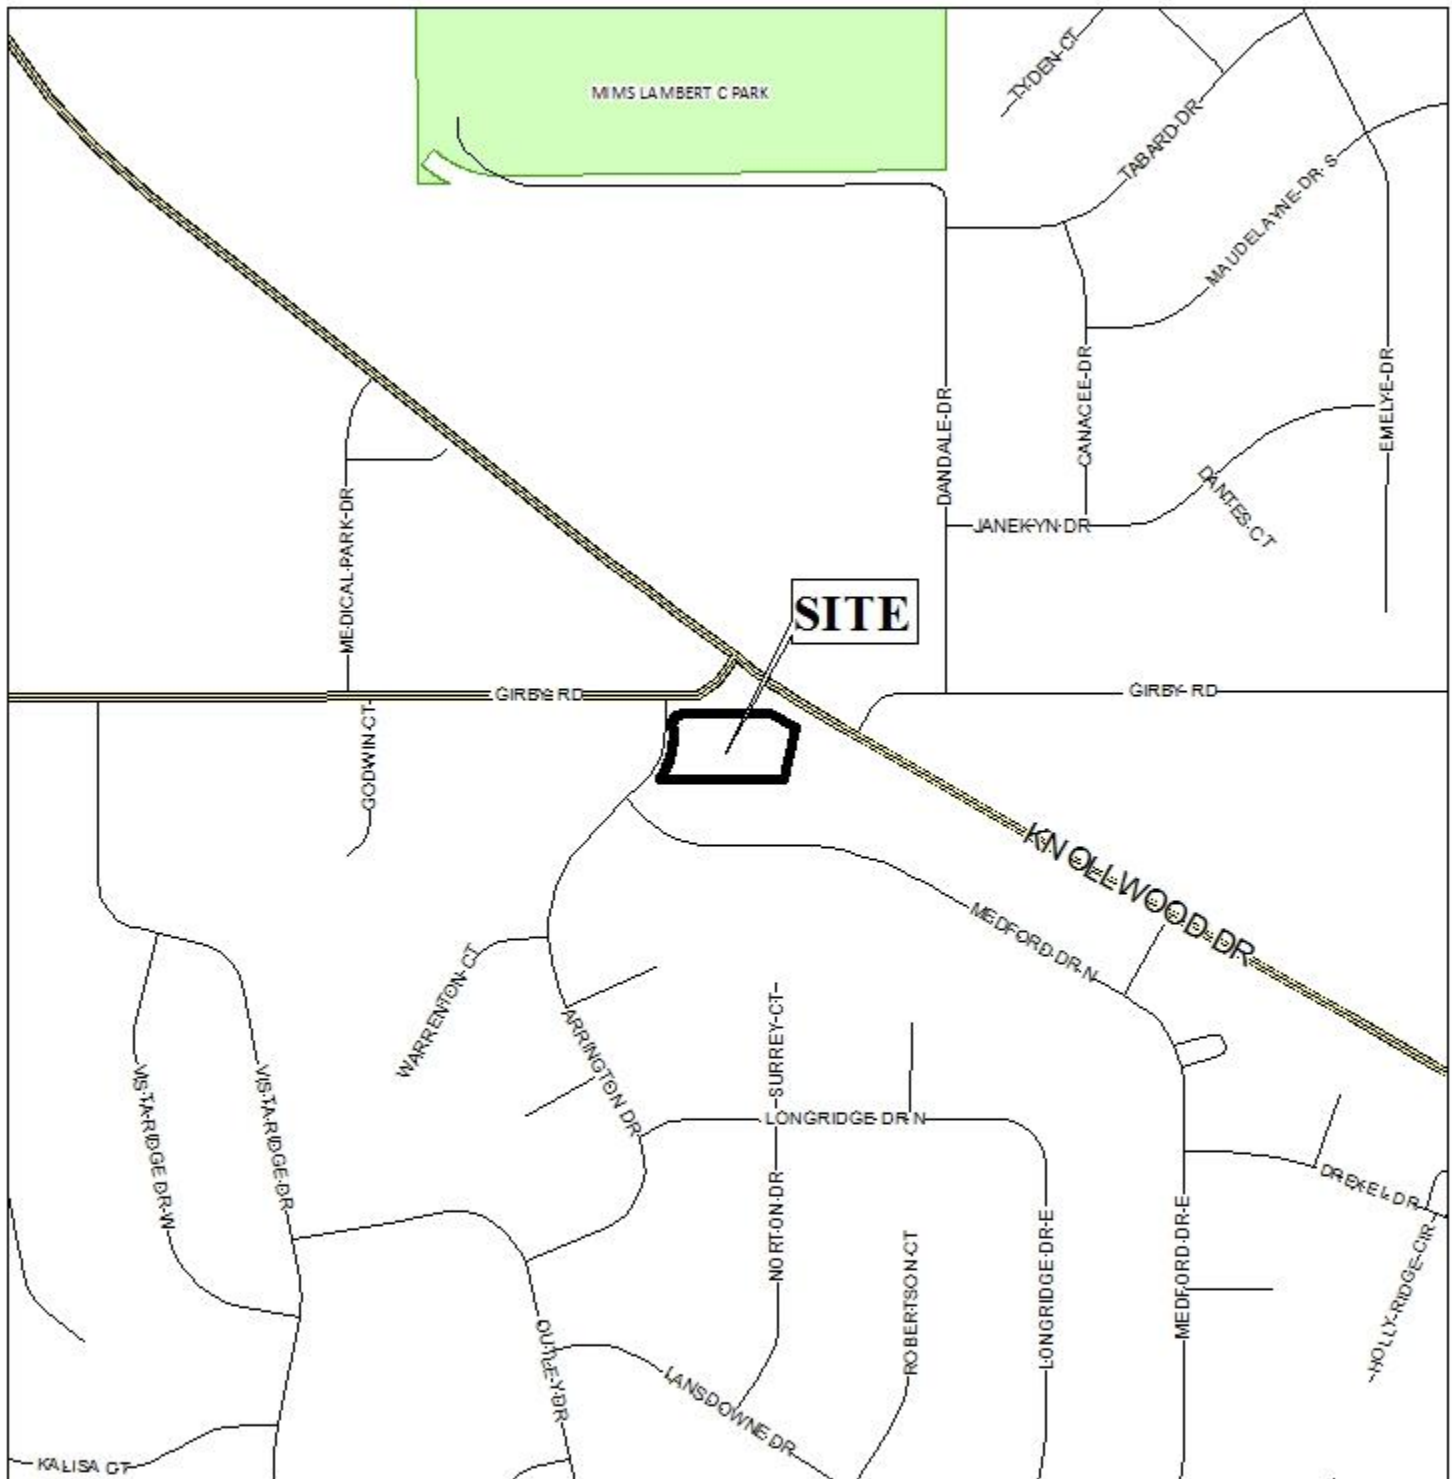 MIMS LAMBERT C PARK
TYDEN CT
TABARD DR
MAUDELAYNE DR S
DANDALE DR
CANACEE DR
EMELYE DR
DANTES CT
JANEKYN DR
MEDICAL PARK DR
SITE
GIRBY RD
GIRBY RD
GODWIN CT
KNOLLWOOD DR
MEDFORD DR N
WARRENTON CT
ARRINGTON DR
SURREY CT
VISTA RIDGE DR W
VISTA RIDGE DR
LONGRIDGE DR N
DREXEL DR
NORTON DR
ROBERTSON CT
LONGRIDGE DR E
MEDFORD DR E
HOLLY RIDGE CIR
LANSDOWNE DR
KALISA CT